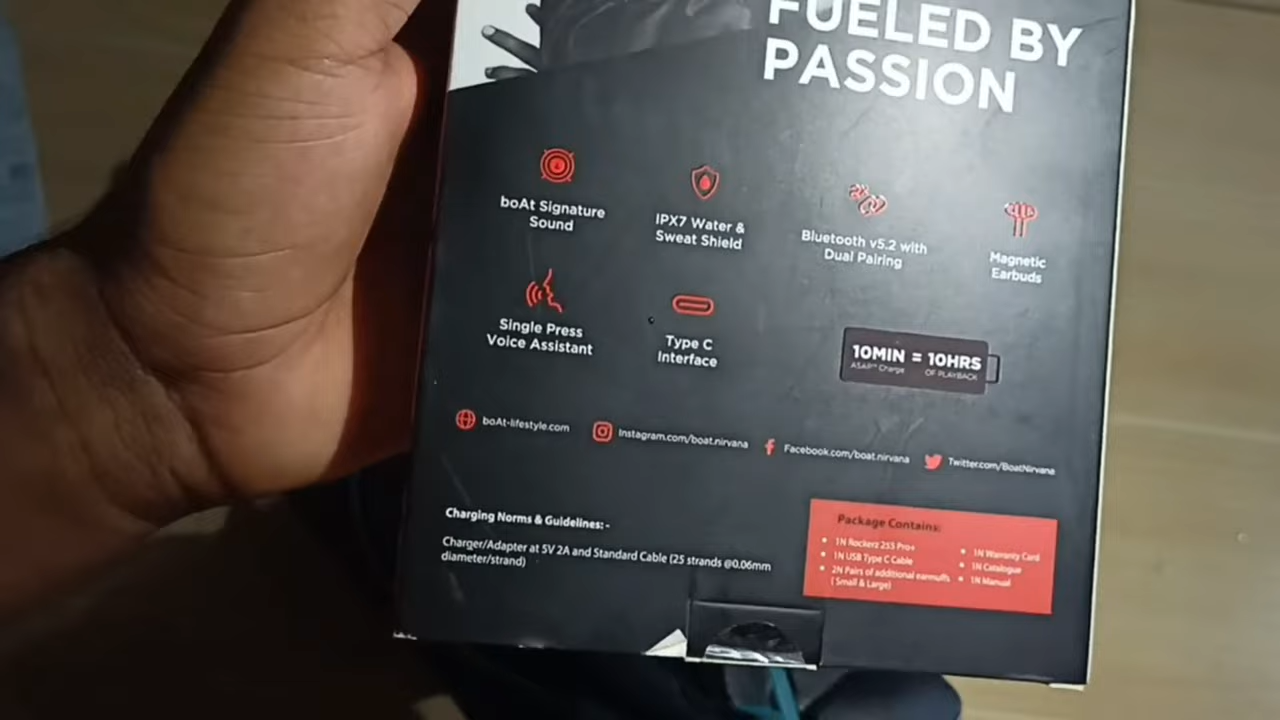 FUELED BY
PASSION
boAt Signature
Sound
IPX7 Water &
Sweat Shield
Bluetooth v5.2 with
Dual Pairing
Magnetic
Earbuds
Single Press
Voice Assistant
Type C
Interface
10MIN = 10HRS
ASAP™ Charge OF PLAYBACK
boAt-lifestyle.com
Instagram.com/boat.nirvana
Facebook.com/boat.nirvana
Twitter.com/BoatNirvana
Charging Norms & Guidelines: -
Charger/Adapter at 5V 2A and Standard Cable (25 strands @0.06mm
diameter/strand)
Package Contains:
1N Rockerz 255 Pro+
1N USB Type C Cable
2N Pairs of additional earmuffs
( Small & Large)
1N Warranty Card
1N Catalogue
1N Manual